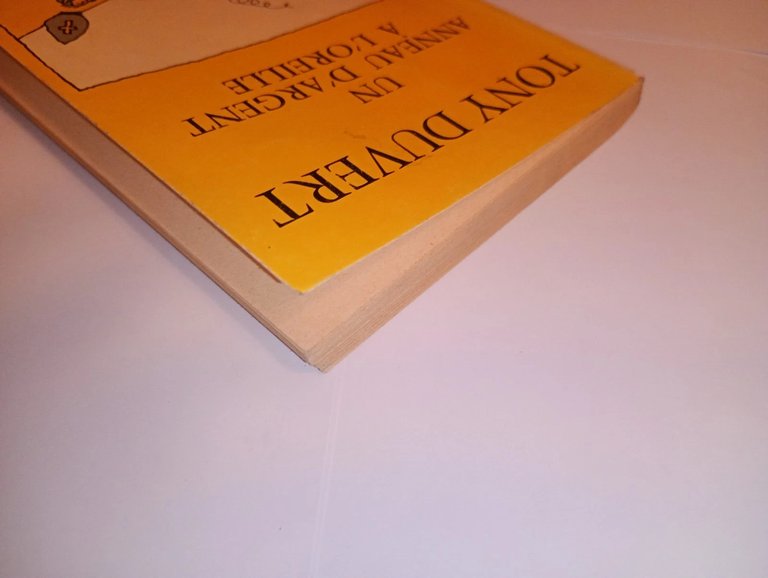 TONY DUVERT
UN
ANNEAU D'ARGENT
A L'OREILLE